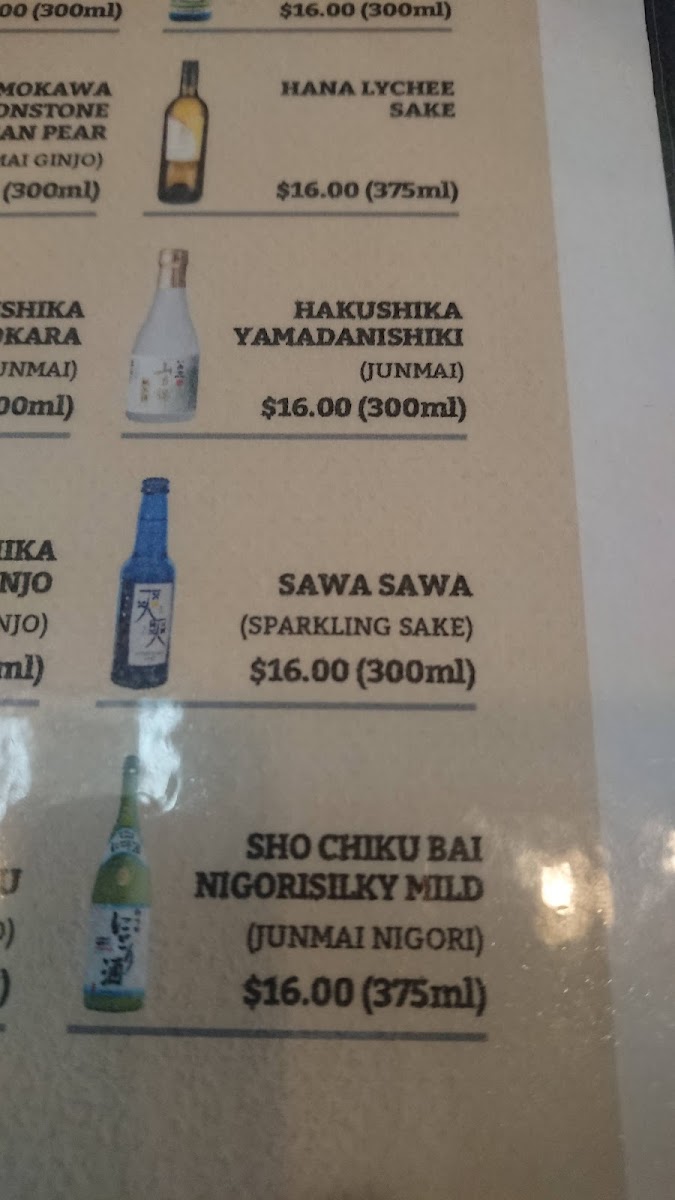 00 (300ml)
$16.00 (300ml)
MOKAWA
ONSTONE
AN PEAR
MAI GINJO)
(300ml)
HANA LYCHEE
SAKE
$16.00 (375ml)
SHIKA
OKARA
UNMAI)
00ml)
HAKUSHIKA
YAMADANISHIKI
(JUNMAI)
$16.00 (300ml)
IKA
NJO
NJO)
ml)
SAWA SAWA
(SPARKLING SAKE)
$16.00 (300ml)
U
)
)
SHO CHIKU BAI
NIGORISILKY MILD
(JUNMAI NIGORI)
$16.00 (375ml)